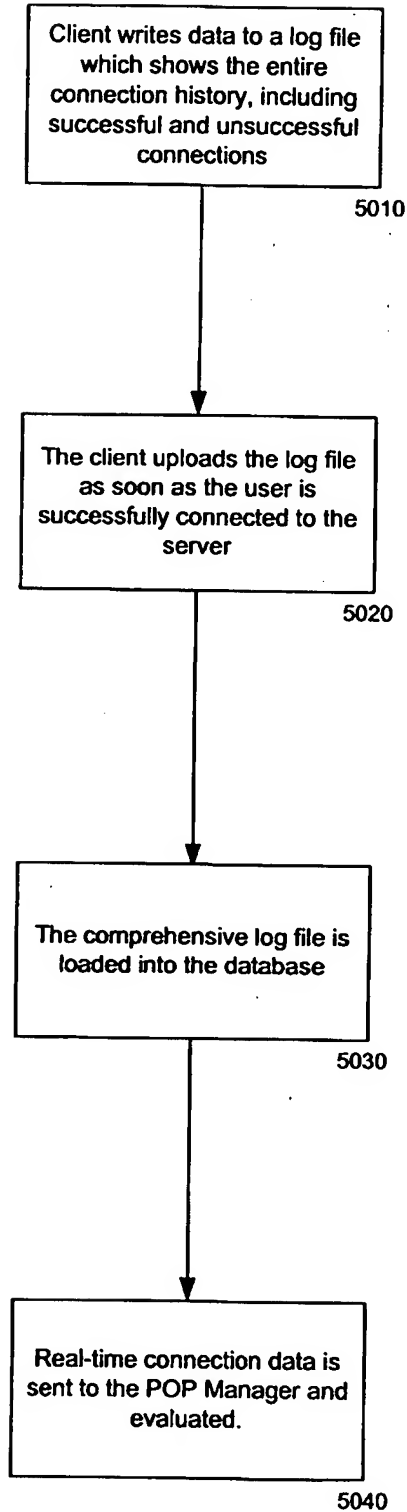 Client writes data to a log file
which shows the entire
connection history, including
successful and unsuccessful
connections
5010
The client uploads the log file
as soon as the user is
successfully connected to the
server
5020
The comprehensive log file is
loaded into the database
5030
Real-time connection data is
sent to the POP Manager and
evaluated.
5040